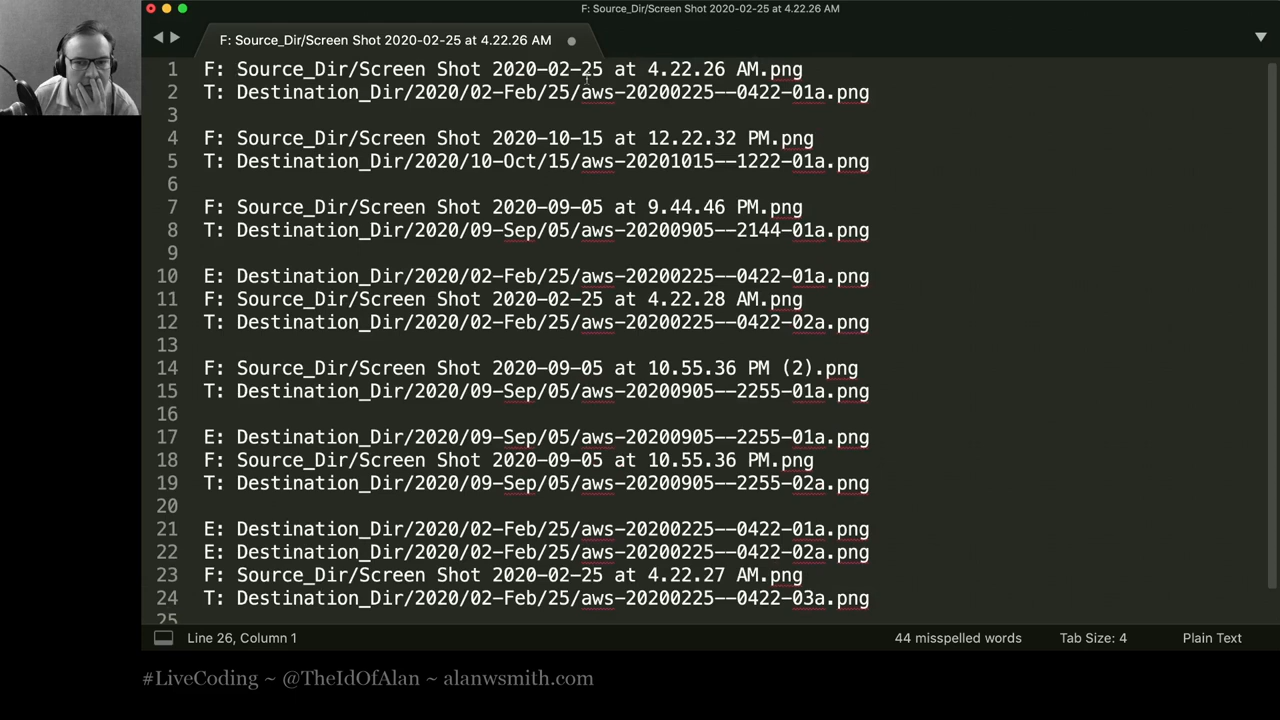 F: Source_Dir/Screen Shot 2020-02-25 at 4.22.26 AM
F: Source_Dir/Screen Shot 2020-02-25 at 4.22.26 AM
1 F: Source_Dir/Screen Shot 2020-02-25 at 4.22.26 AM.png
2 T: Destination_Dir/2020/02-Feb/25/aws-20200225--0422-01a.png
3
4 F: Source_Dir/Screen Shot 2020-10-15 at 12.22.32 PM.png
5 T: Destination_Dir/2020/10-Oct/15/aws-20201015--1222-01a.png
6
7 F: Source_Dir/Screen Shot 2020-09-05 at 9.44.46 PM.png
8 T: Destination_Dir/2020/09-Sep/05/aws-20200905--2144-01a.png
9
10 E: Destination_Dir/2020/02-Feb/25/aws-20200225--0422-01a.png
11 F: Source_Dir/Screen Shot 2020-02-25 at 4.22.28 AM.png
12 T: Destination_Dir/2020/02-Feb/25/aws-20200225--0422-02a.png
13
14 F: Source_Dir/Screen Shot 2020-09-05 at 10.55.36 PM (2).png
15 T: Destination_Dir/2020/09-Sep/05/aws-20200905--2255-01a.png
16
17 E: Destination_Dir/2020/09-Sep/05/aws-20200905--2255-01a.png
18 F: Source_Dir/Screen Shot 2020-09-05 at 10.55.36 PM.png
19 T: Destination_Dir/2020/09-Sep/05/aws-20200905--2255-02a.png
20
21 E: Destination_Dir/2020/02-Feb/25/aws-20200225--0422-01a.png
22 E: Destination_Dir/2020/02-Feb/25/aws-20200225--0422-02a.png
23 F: Source_Dir/Screen Shot 2020-02-25 at 4.22.27 AM.png
24 T: Destination_Dir/2020/02-Feb/25/aws-20200225--0422-03a.png
25
Line 26, Column 1 44 misspelled words Tab Size: 4 Plain Text
#LiveCoding ~ @TheIdOfAlan ~ alanwsmith.com